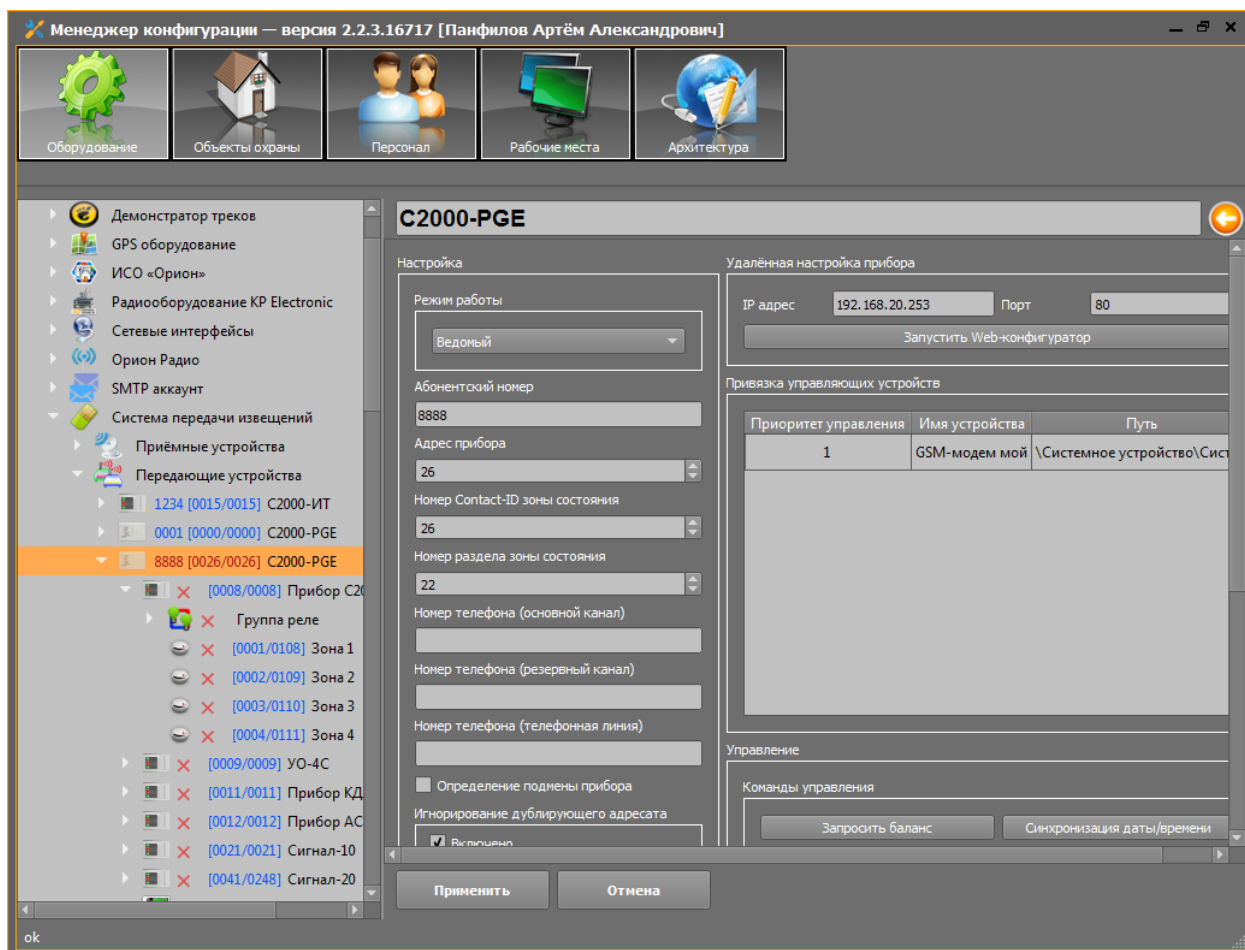 Менеджер конфигурации — версия 2.2.3.16717 [Панфилов Артём Александрович]
Оборудование
Объекты охраны
Персонал
Рабочие места
Архитектура
Демонстратор треков
GPS оборудование
ИСО «Орион»
Радиооборудование KP Electronic
Сетевые интерфейсы
Орион Радио
SMTP аккаунт
Система передачи извещений
Приёмные устройства
Передающие устройства
1234 [0015/0015] С2000-ИТ
0001 [0000/0000] С2000-PGE
8888 [0026/0026] С2000-PGE
[0008/0008] Прибор С20
Группа реле
[0001/0108] Зона 1
[0002/0109] Зона 2
[0003/0110] Зона 3
[0004/0111] Зона 4
[0009/0009] УО-4С
[0011/0011] Прибор КД
[0012/0012] Прибор АС
[0021/0021] Сигнал-10
[0041/0248] Сигнал-20
С2000-PGE
Настройка
Режим работы
Ведомый
Абонентский номер
8888
Адрес прибора
26
Номер Contact-ID зоны состояния
26
Номер раздела зоны состояния
22
Номер телефона (основной канал)
Номер телефона (резервный канал)
Номер телефона (телефонная линия)
Определение подмены прибора
Игнорирование дублирующего адресата
Включено
Удалённая настройка прибора
IP адрес 192.168.20.253 Порт 80
Запустить Web-конфигуратор
Привязка управляющих устройств
Приоритет управления Имя устройства Путь
1 GSM-модем мой \Системное устройство\Сист
Управление
Команды управления
Запросить баланс Синхронизация даты/времени
Применить Отмена
ok